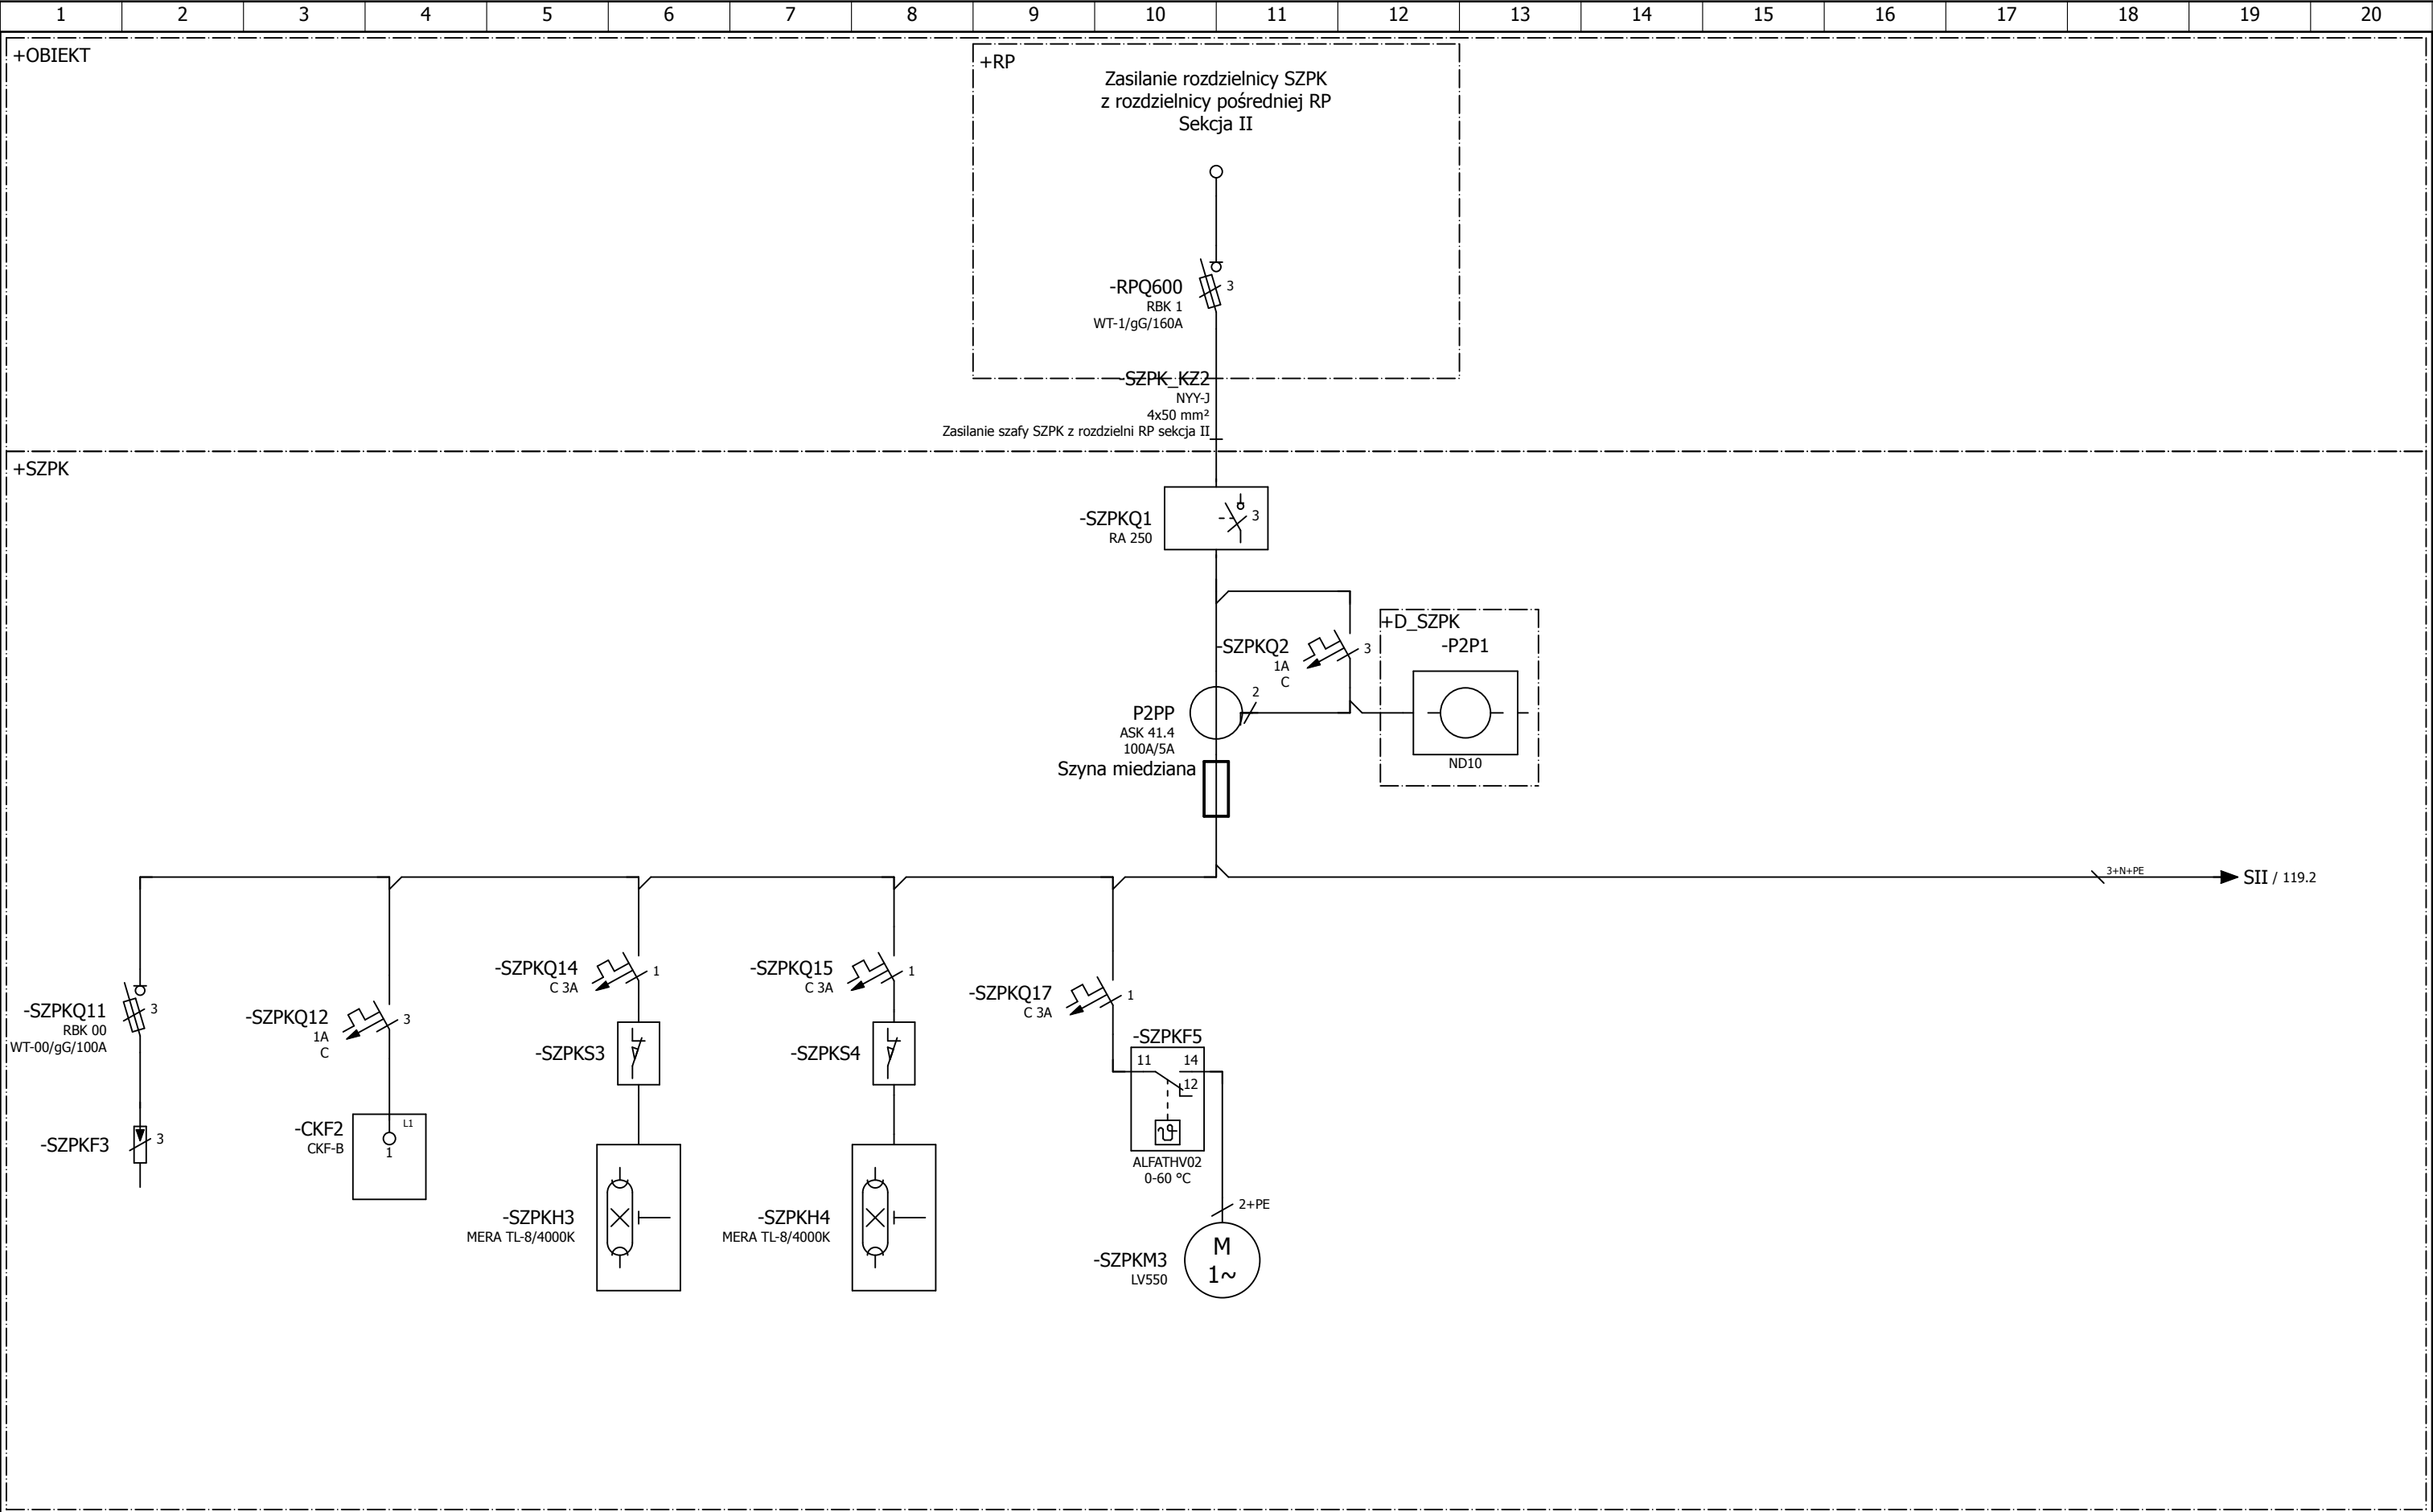 1 2 3 4 5 6 7 8 9 10 11 12 13 14 15 16 17 18 19 20
+OBIEKT
+RP
Zasilanie rozdzielnicy SZPK
z rozdzielnicy pośredniej RP
Sekcja II
-RPQ600
RBK 1
WT-1/gG/160A
3
-SZPK_KZ2
NYY-J
4x50 mm²
Zasilanie szafy SZPK z rozdzielni RP sekcja II
+SZPK
-SZPKQ1
RA 250
3
-SZPKQ2
1A
C
3
+D_SZPK
-P2P1
ND10
P2PP
ASK 41.4
100A/5A
2
Szyna miedziana
3+N+PE
SII / 119.2
-SZPKQ11
RBK 00
WT-00/gG/100A
3
-SZPKF3
3
-SZPKQ12
1A
C
3
-CKF2
CKF-B
L1
1
-SZPKQ14
C 3A
1
-SZPKS3
-SZPKH3
MERA TL-8/4000K
-SZPKQ15
C 3A
1
-SZPKS4
-SZPKH4
MERA TL-8/4000K
-SZPKQ17
C 3A
1
-SZPKF5
11 14
12
ALFATHV02
0-60 °C
2+PE
-SZPKM3
LV550
M
1~